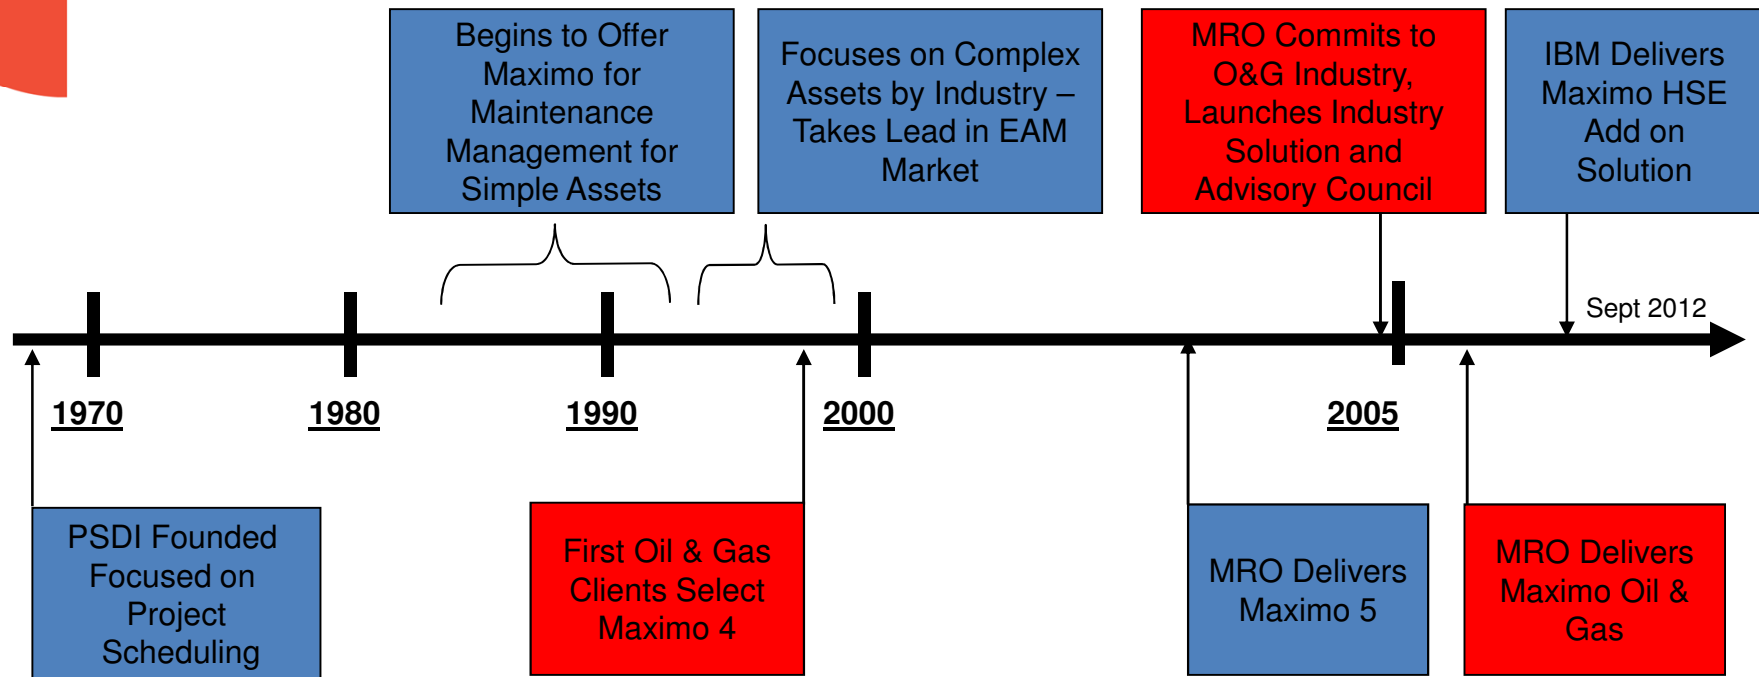 Begins to Offer
Maximo for
Maintenance
Management for
Simple Assets
Focuses on Complex
Assets by Industry –
Takes Lead in EAM
Market
MRO Commits to
O&G Industry,
Launches Industry
Solution and
Advisory Council
IBM Delivers
Maximo HSE
Add on
Solution
Sept 2012
1970
1980
1990
2000
2005
PSDI Founded
Focused on
Project
Scheduling
First Oil & Gas
Clients Select
Maximo 4
MRO Delivers
Maximo 5
MRO Delivers
Maximo Oil &
Gas